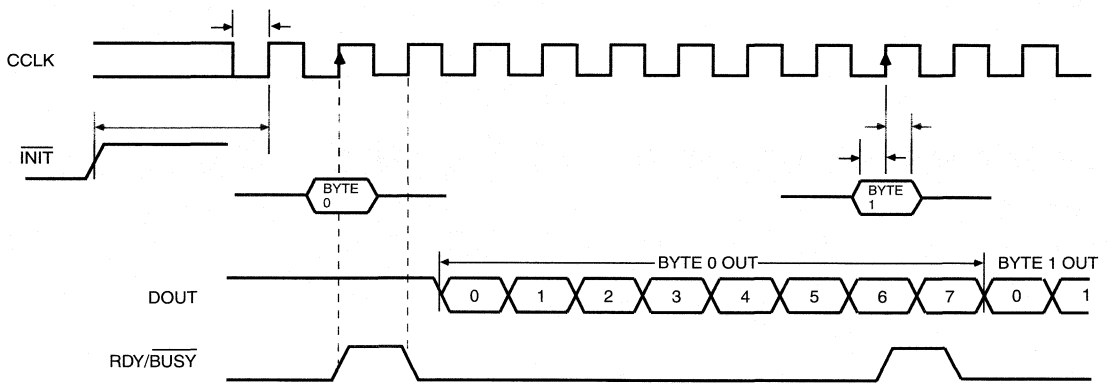 CCLK
INIT
BYTE
0
BYTE
1
BYTE 0 OUT
BYTE 1 OUT
DOUT
0 1 2 3 4 5 6 7 0 1
RDY/BUSY